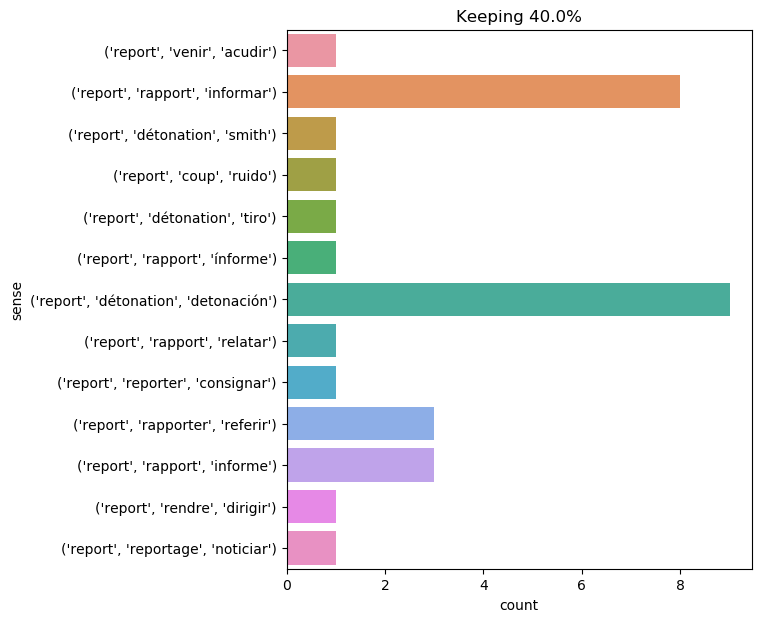 Keeping 40.0%
('report', 'venir', 'acudir')
('report', 'rapport', 'informar')
('report', 'détonation', 'smith')
('report', 'coup', 'ruido')
('report', 'détonation', 'tiro')
('report', 'rapport', 'ínforme')
('report', 'détonation', 'detonación')
('report', 'rapport', 'relatar')
('report', 'reporter', 'consignar')
('report', 'rapporter', 'referir')
('report', 'rapport', 'informe')
('report', 'rendre', 'dirigir')
('report', 'reportage', 'noticiar')
sense
0 2 4 6 8
count